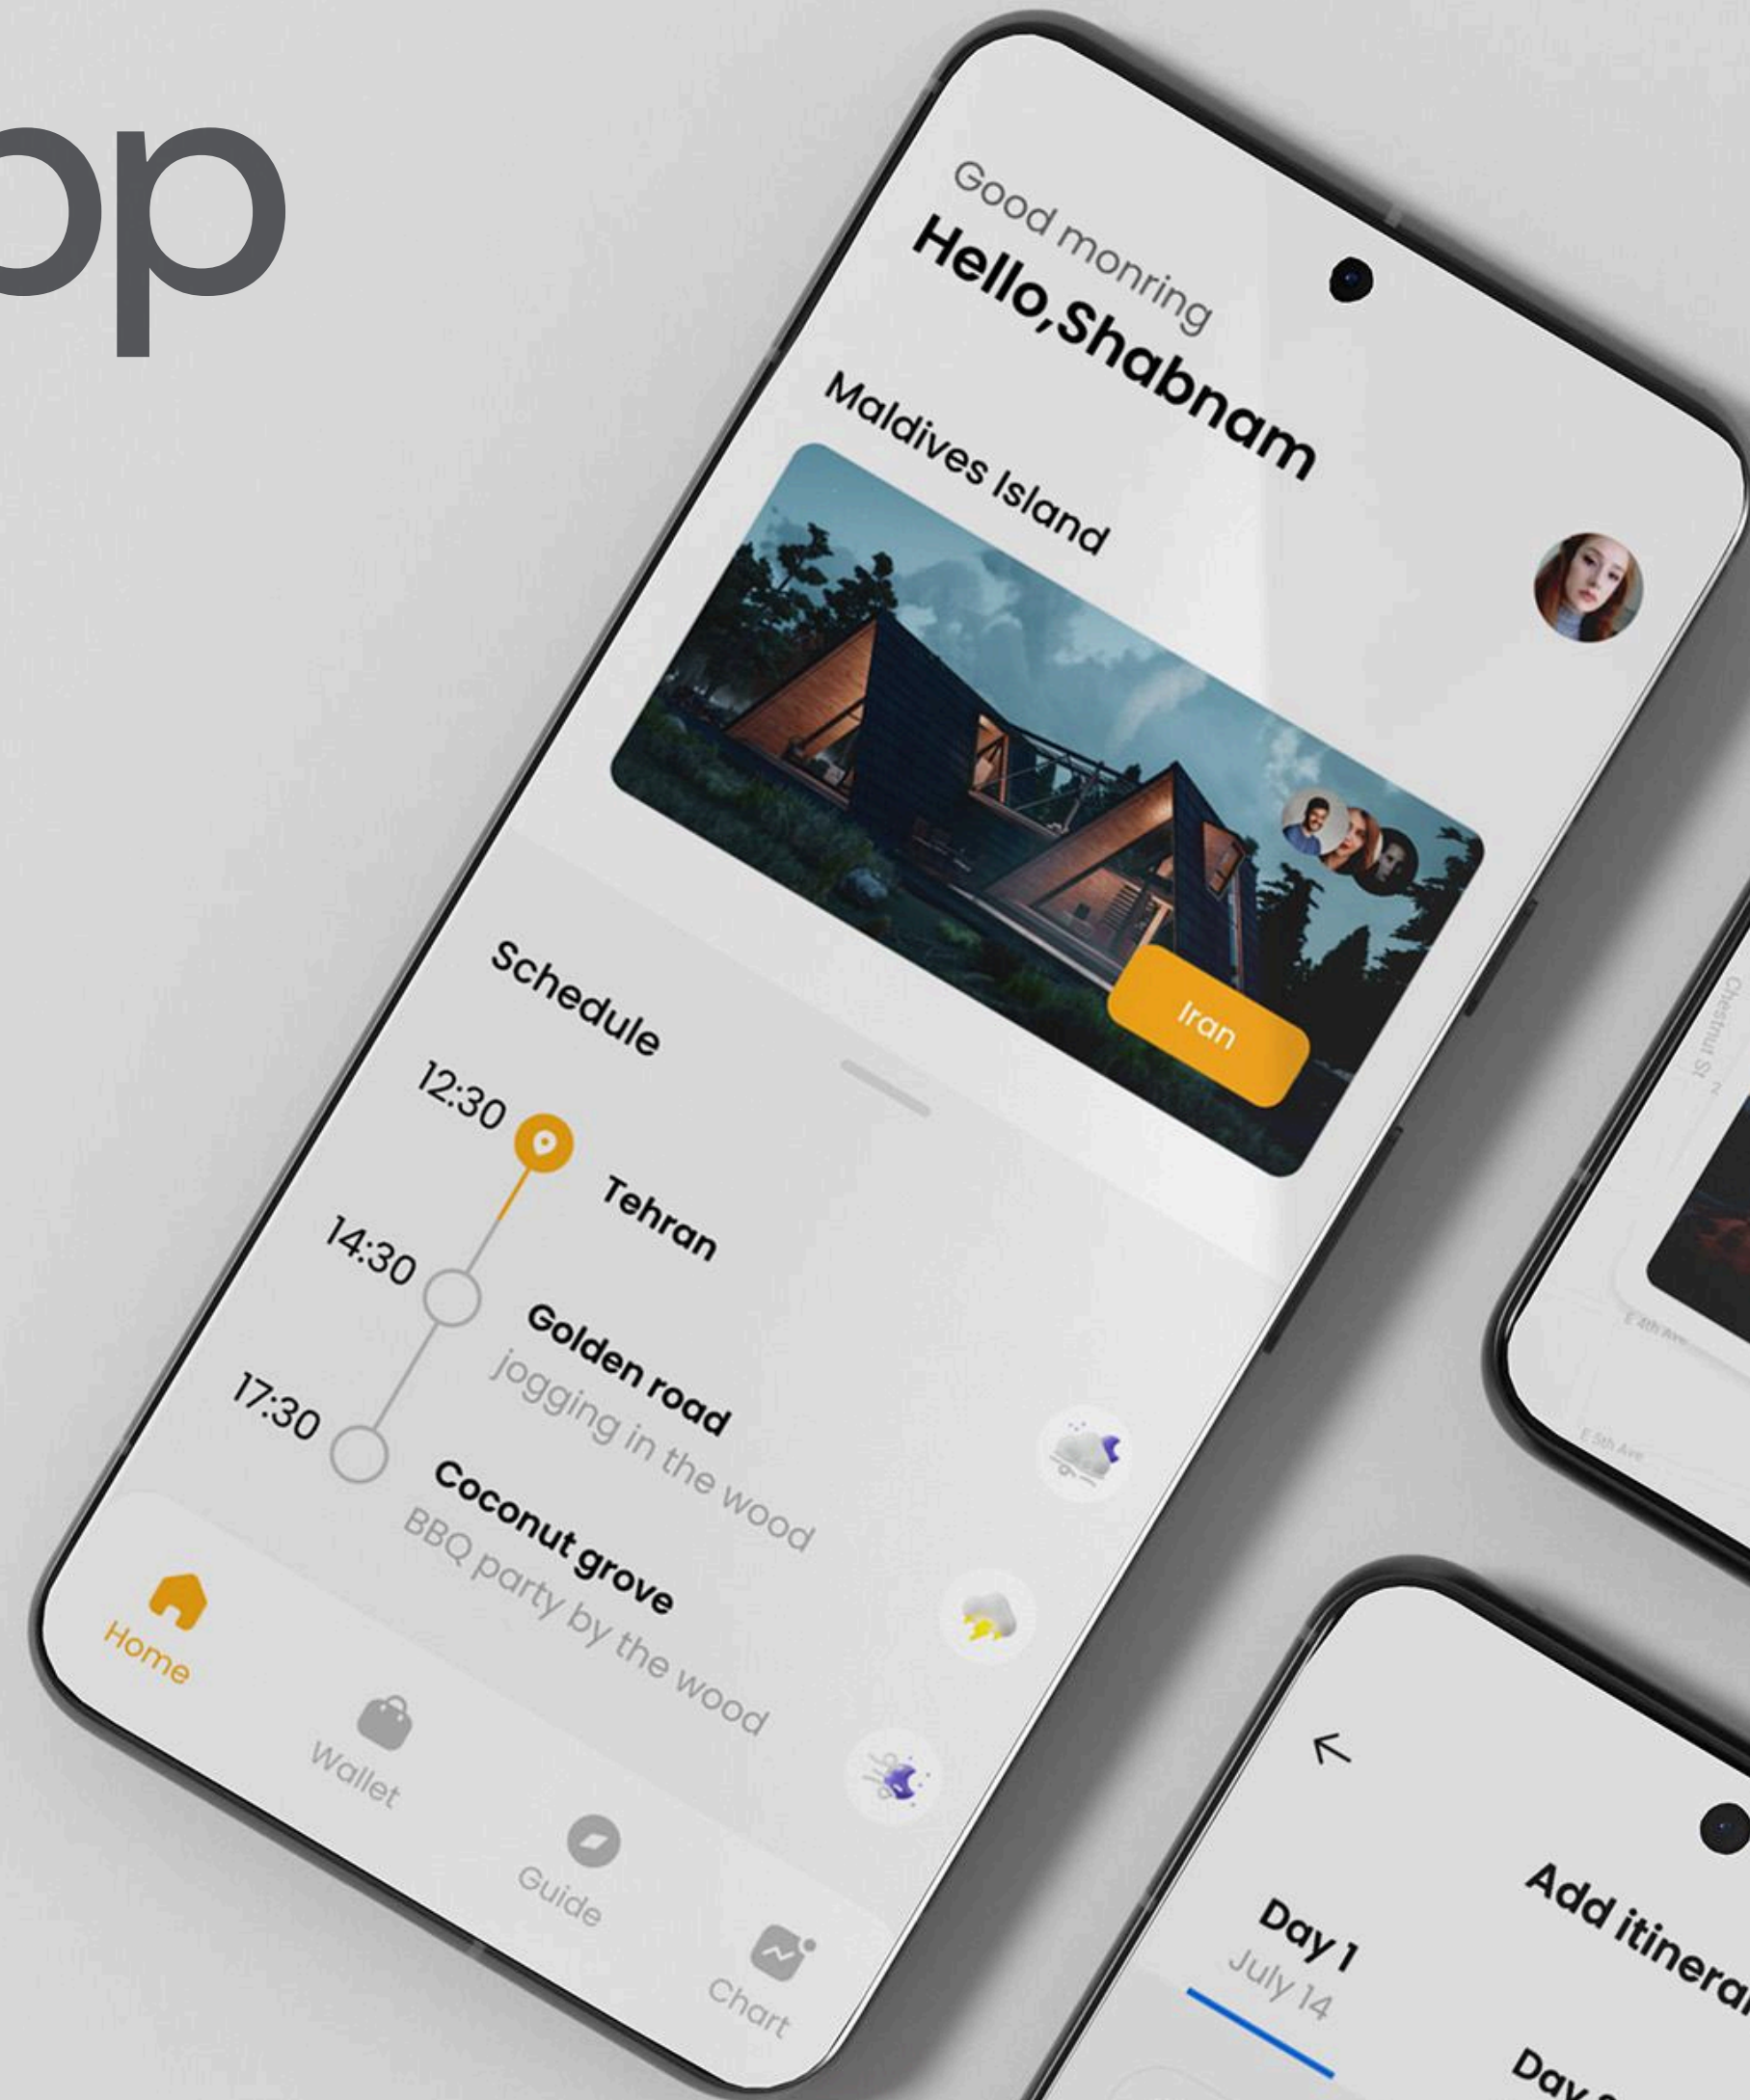 op
Good monring
Hello,Shabnam
Maldives Island
Iran
Schedule
12:30
Tehran
14:30
Golden road
jogging in the wood
17:30
Coconut grove
BBQ party by the wood
Home
Wallet
Guide
Chart
Chestnut St
E 4th Ave
E 5th Ave
Add itinerar
Day 1
July 14
Day